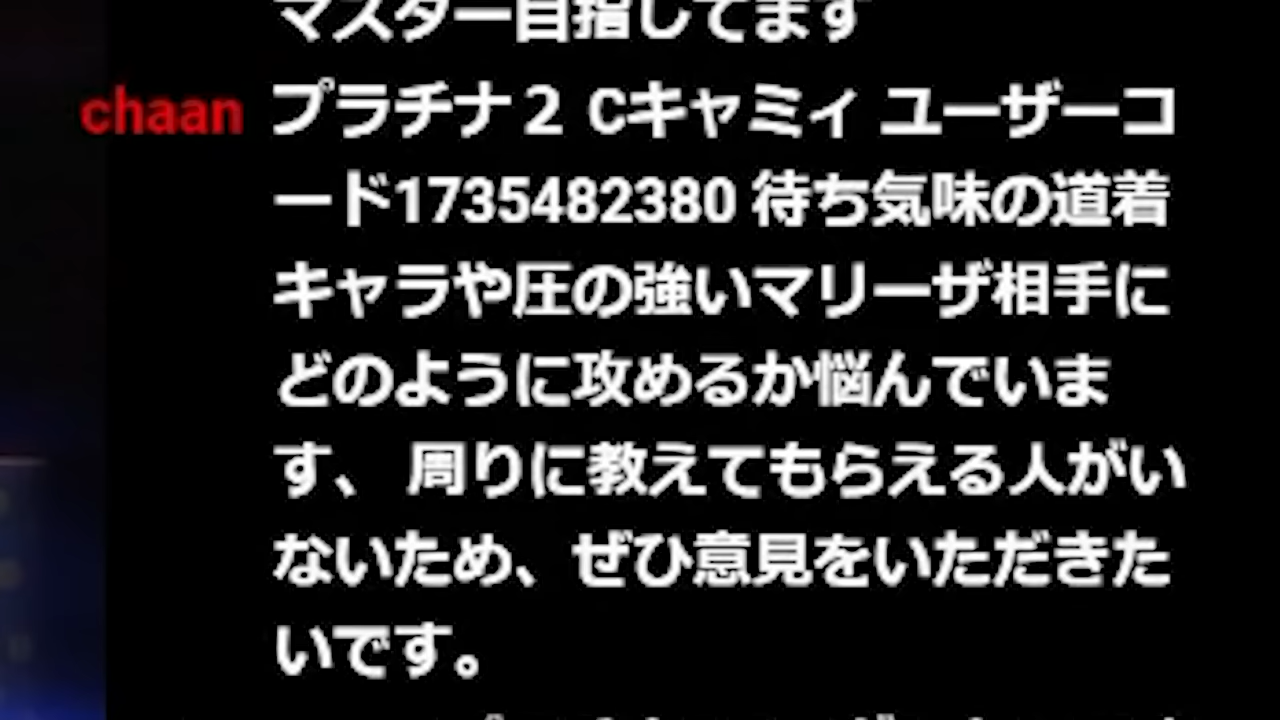 マスター目指してます
chaan プラチナ２ Cキャミィ ユーザーコ
ード1735482380 待ち気味の道着
キャラや圧の強いマリーザ相手に
どのように攻めるか悩んでいま
す、 周りに教えてもらえる人がい
ないため、ぜひ意見をいただきた
いです。